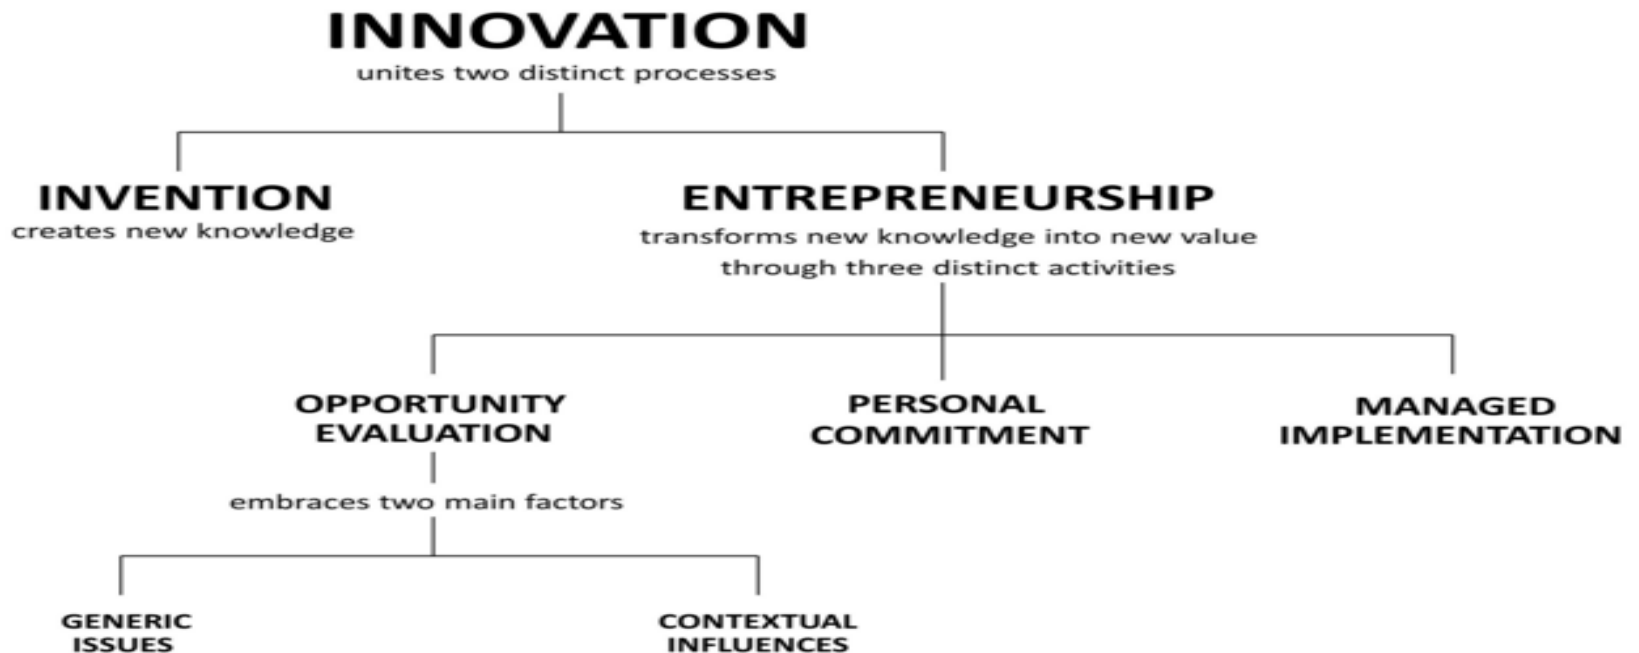 INNOVATION
unites two distinct processes
INVENTION
creates new knowledge
ENTREPRENEURSHIP
transforms new knowledge into new value
through three distinct activities
OPPORTUNITY
EVALUATION
embraces two main factors
PERSONAL
COMMITMENT
MANAGED
IMPLEMENTATION
GENERIC
ISSUES
CONTEXTUAL
INFLUENCES